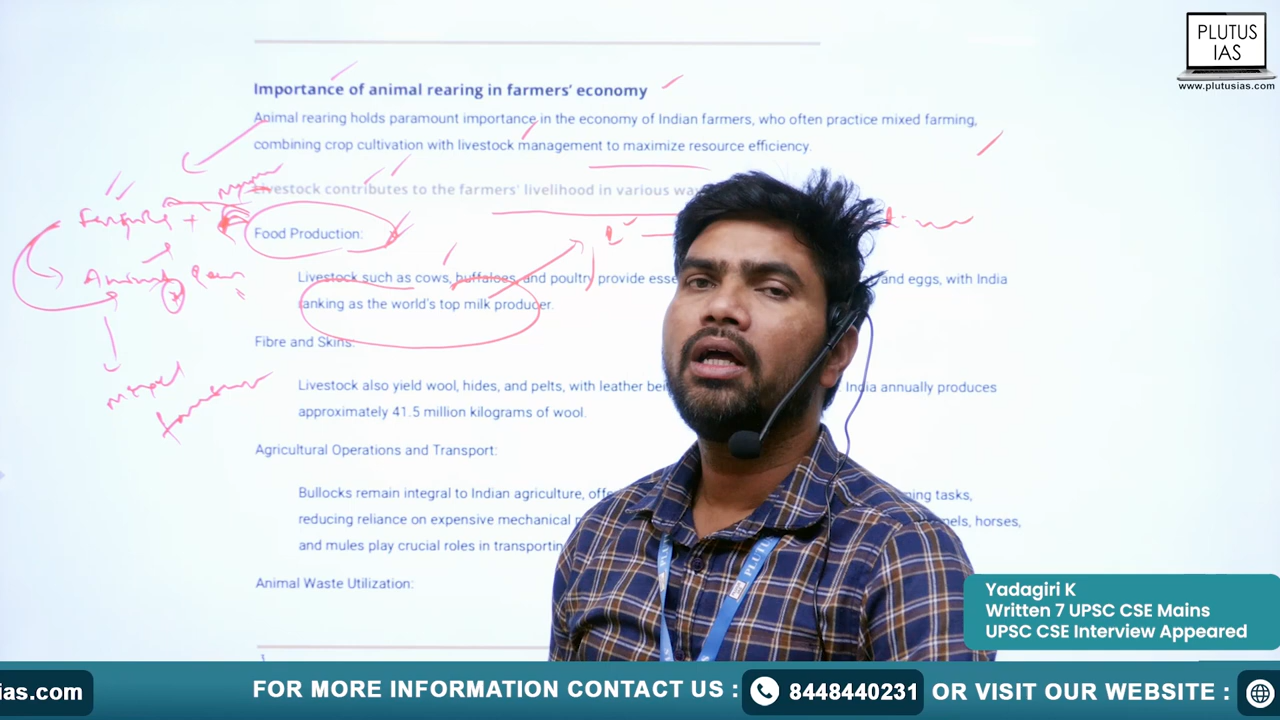 PLUTUS
IAS
www.plutusias.com
Importance of animal rearing in farmers' economy
Animal rearing holds paramount importance in the economy of Indian farmers, who often practice mixed farming,
combining crop cultivation with livestock management to maximize resource efficiency.
Livestock contributes to the farmers' livelihood in various
Food Production:
Livestock such as cows, buffaloes, and poultry provide and eggs, with India
ranking as the world's top milk producer.
Fibre and Skins:
Livestock also yield wool, hides, and pelts, with leather India annually produces
approximately 41.5 million kilograms of wool.
Agricultural Operations and Transport:
Bullocks remain integral to Indian agriculture, tasks,
reducing reliance on expensive mechanical horses,
and mules play crucial roles in
Animal Waste Utilization:
Yadagiri K
Written 7 UPSC CSE Mains
UPSC CSE Interview Appeared
ias.com FOR MORE INFORMATION CONTACT US : 8448440231 OR VISIT OUR WEBSITE :